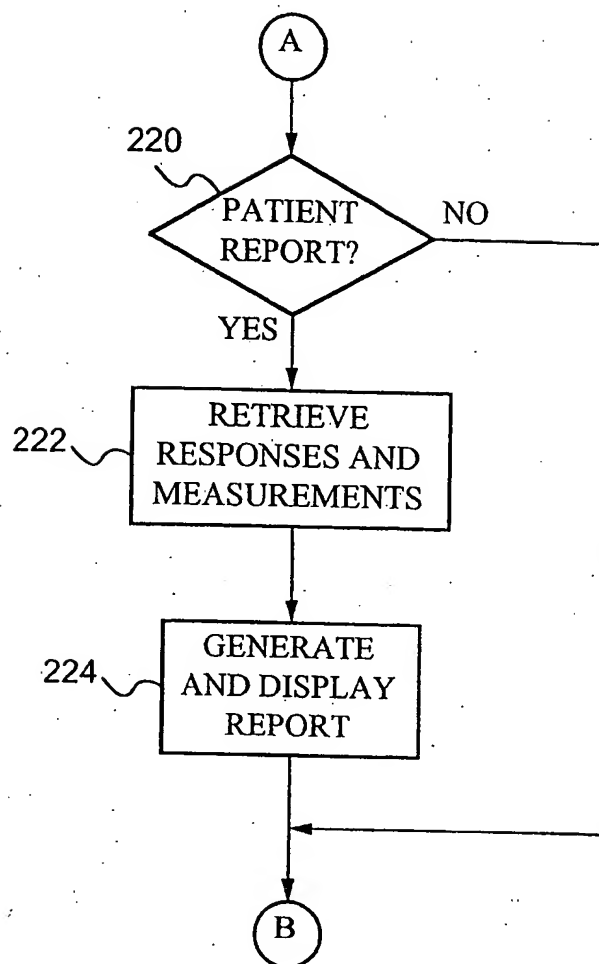 A
220
PATIENT
REPORT?
NO
YES
222
RETRIEVE
RESPONSES AND
MEASUREMENTS
224
GENERATE
AND DISPLAY
REPORT
B